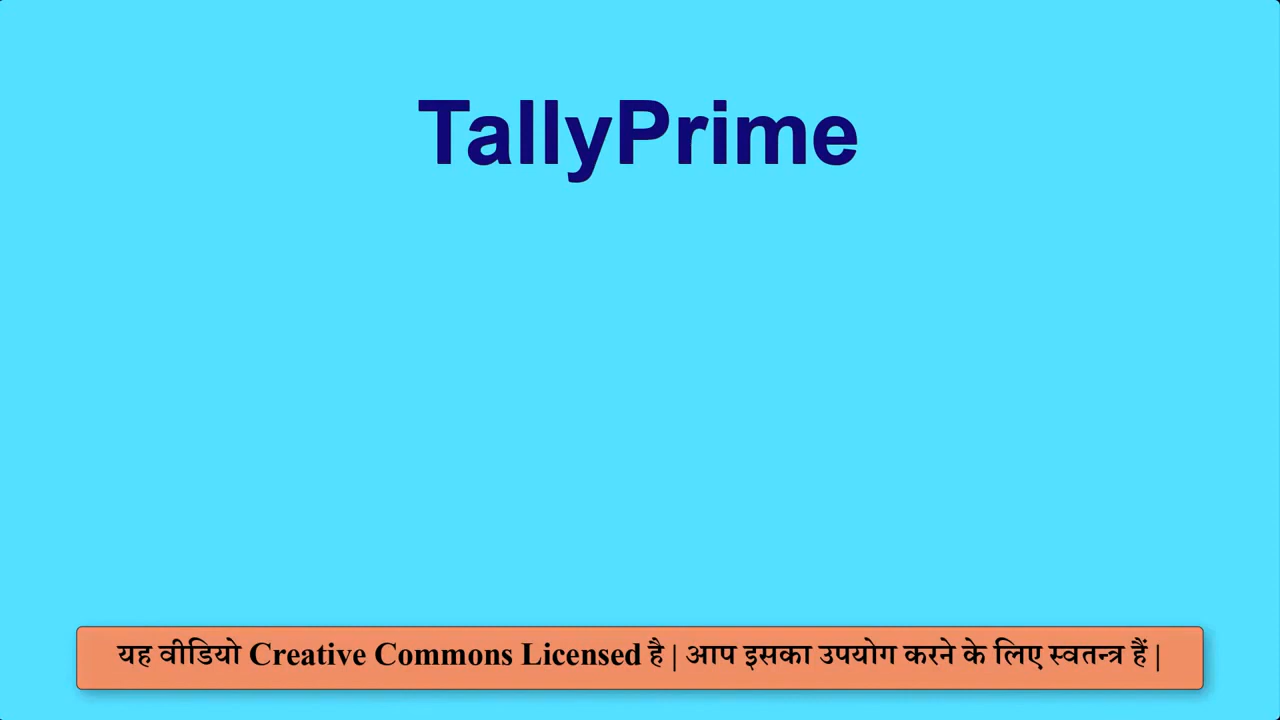 TallyPrime
यह वीडियो Creative Commons Licensed है | आप इसका उपयोग करने के लिए स्वतन्त्र हैं |